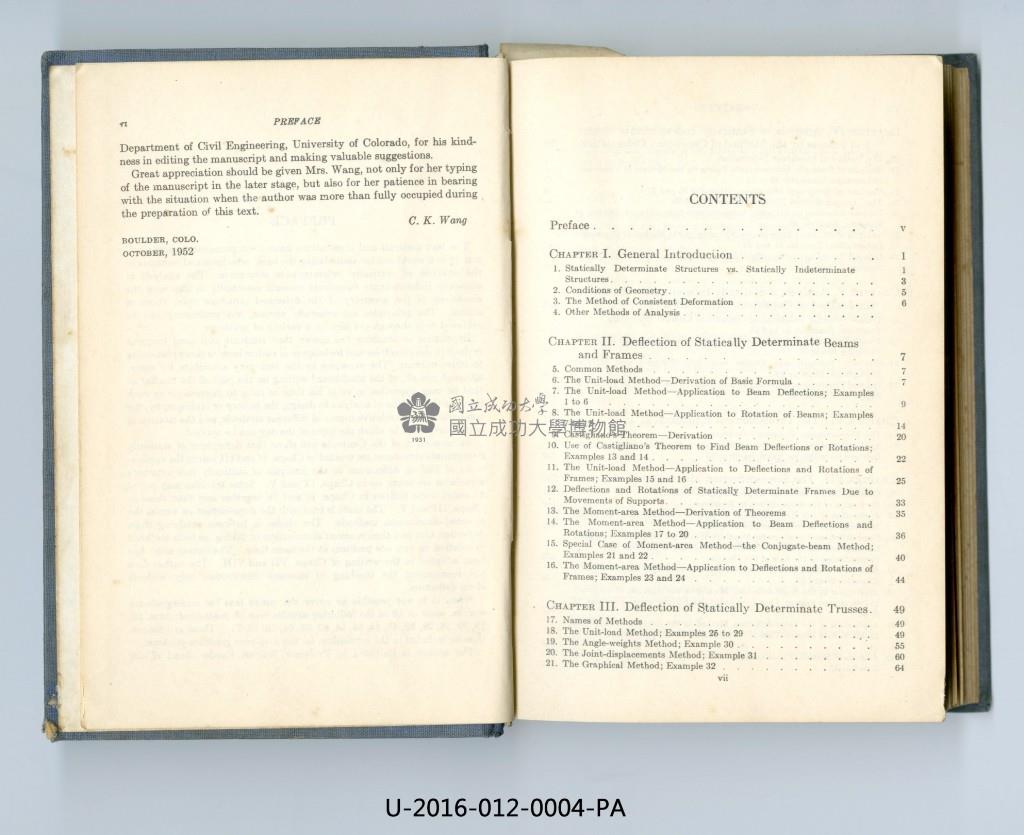 vi PREFACE
Department of Civil Engineering, University of Colorado, for his kind-
ness in editing the manuscript and making valuable suggestions.
Great appreciation should be given Mrs. Wang, not only for her typing
of the manuscript in the later stage, but also for her patience in bearing
with the situation when the author was more than fully occupied during
the preparation of this text.
C. K. Wang
BOULDER, COLO.
OCTOBER, 1952
CONTENTS
Preface . . . . . . . . . . . . . . . v
CHAPTER I. General Introduction . . . . . . . . . . 1
1. Statically Determinate Structures vs. Statically Indeterminate 1
Structures . . . . . . . . . . 3
2. Conditions of Geometry . . . . . . . . . . 5
3. The Method of Consistent Deformation . . . . . . . . . . 6
4. Other Methods of Analysis . . . . . . . . . .
CHAPTER II. Deflection of Statically Determinate Beams
and Frames . . . . . . . . . . 7
5. Common Methods . . . . . . . . . . 7
6. The Unit-load Method—Derivation of Basic Formula . . . . . . 7
7. The Unit-load Method—Application to Beam Deflections; Examples
1 to 6 . . . . . . . . . . 9
8. The Unit-load Method—Application to Rotation of Beams; Examples
. . . . . . . . . . 14
9. Castigliano's Theorem—Derivation . . . . . . . . . . 20
10. Use of Castigliano's Theorem to Find Beam Deflections or Rotations;
Examples 13 and 14 . . . . . . . . . . 22
11. The Unit-load Method—Application to Deflections and Rotations of
Frames; Examples 15 and 16 . . . . . . . . . . 25
12. Deflections and Rotations of Statically Determinate Frames Due to
Movements of Supports . . . . . . . . . . 33
13. The Moment-area Method—Derivation of Theorems . . . . . . 35
14. The Moment-area Method—Application to Beam Deflections and
Rotations; Examples 17 to 20 . . . . . . . . . . 36
15. Special Case of Moment-area Method—the Conjugate-beam Method;
Examples 21 and 22 . . . . . . . . . . 40
16. The Moment-area Method—Application to Deflections and Rotations of
Frames; Examples 23 and 24 . . . . . . . . . . 44
CHAPTER III. Deflection of Statically Determinate Trusses. 49
17. Names of Methods . . . . . . . . . . 49
18. The Unit-load Method; Examples 25 to 29 . . . . . . . . 49
19. The Angle-weights Method; Example 30 . . . . . . . . 55
20. The Joint-displacements Method; Example 31 . . . . . . . 60
21. The Graphical Method; Example 32 . . . . . . . . 64
vii
國立成功大學
國立成功大學博物館
1931
U-2016-012-0004-PA